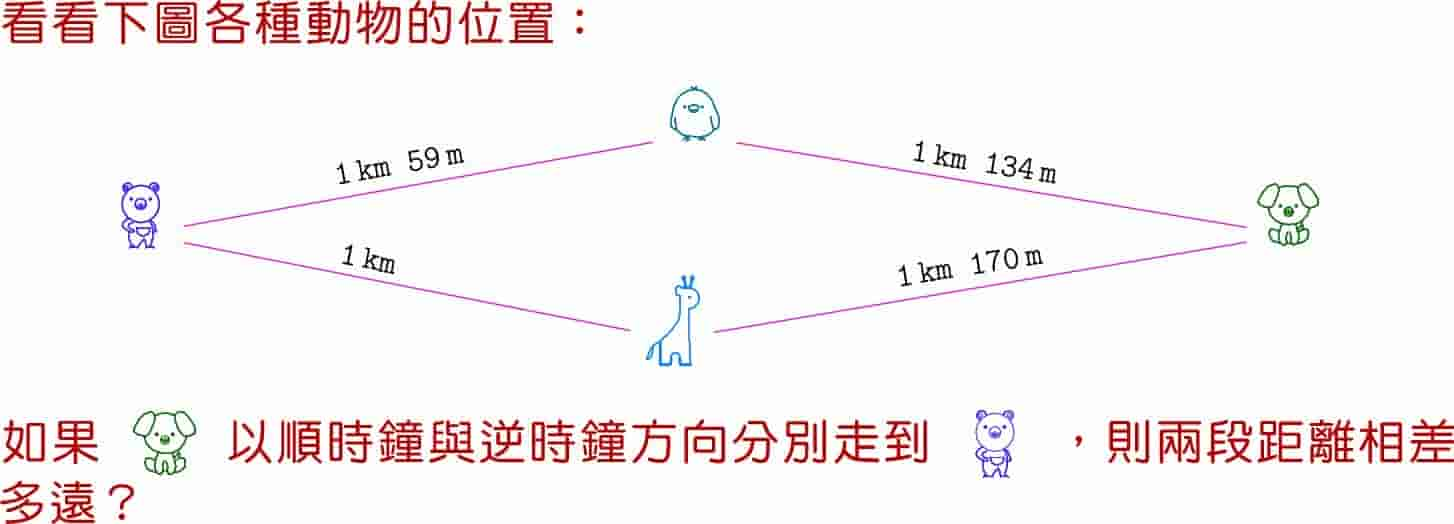 看看下圖各種動物的位置：
1 km 59 m
1 km 134 m
1 km
1 km 170 m
如果 以順時鐘與逆時鐘方向分別走到 ，則兩段距離相差
多遠？